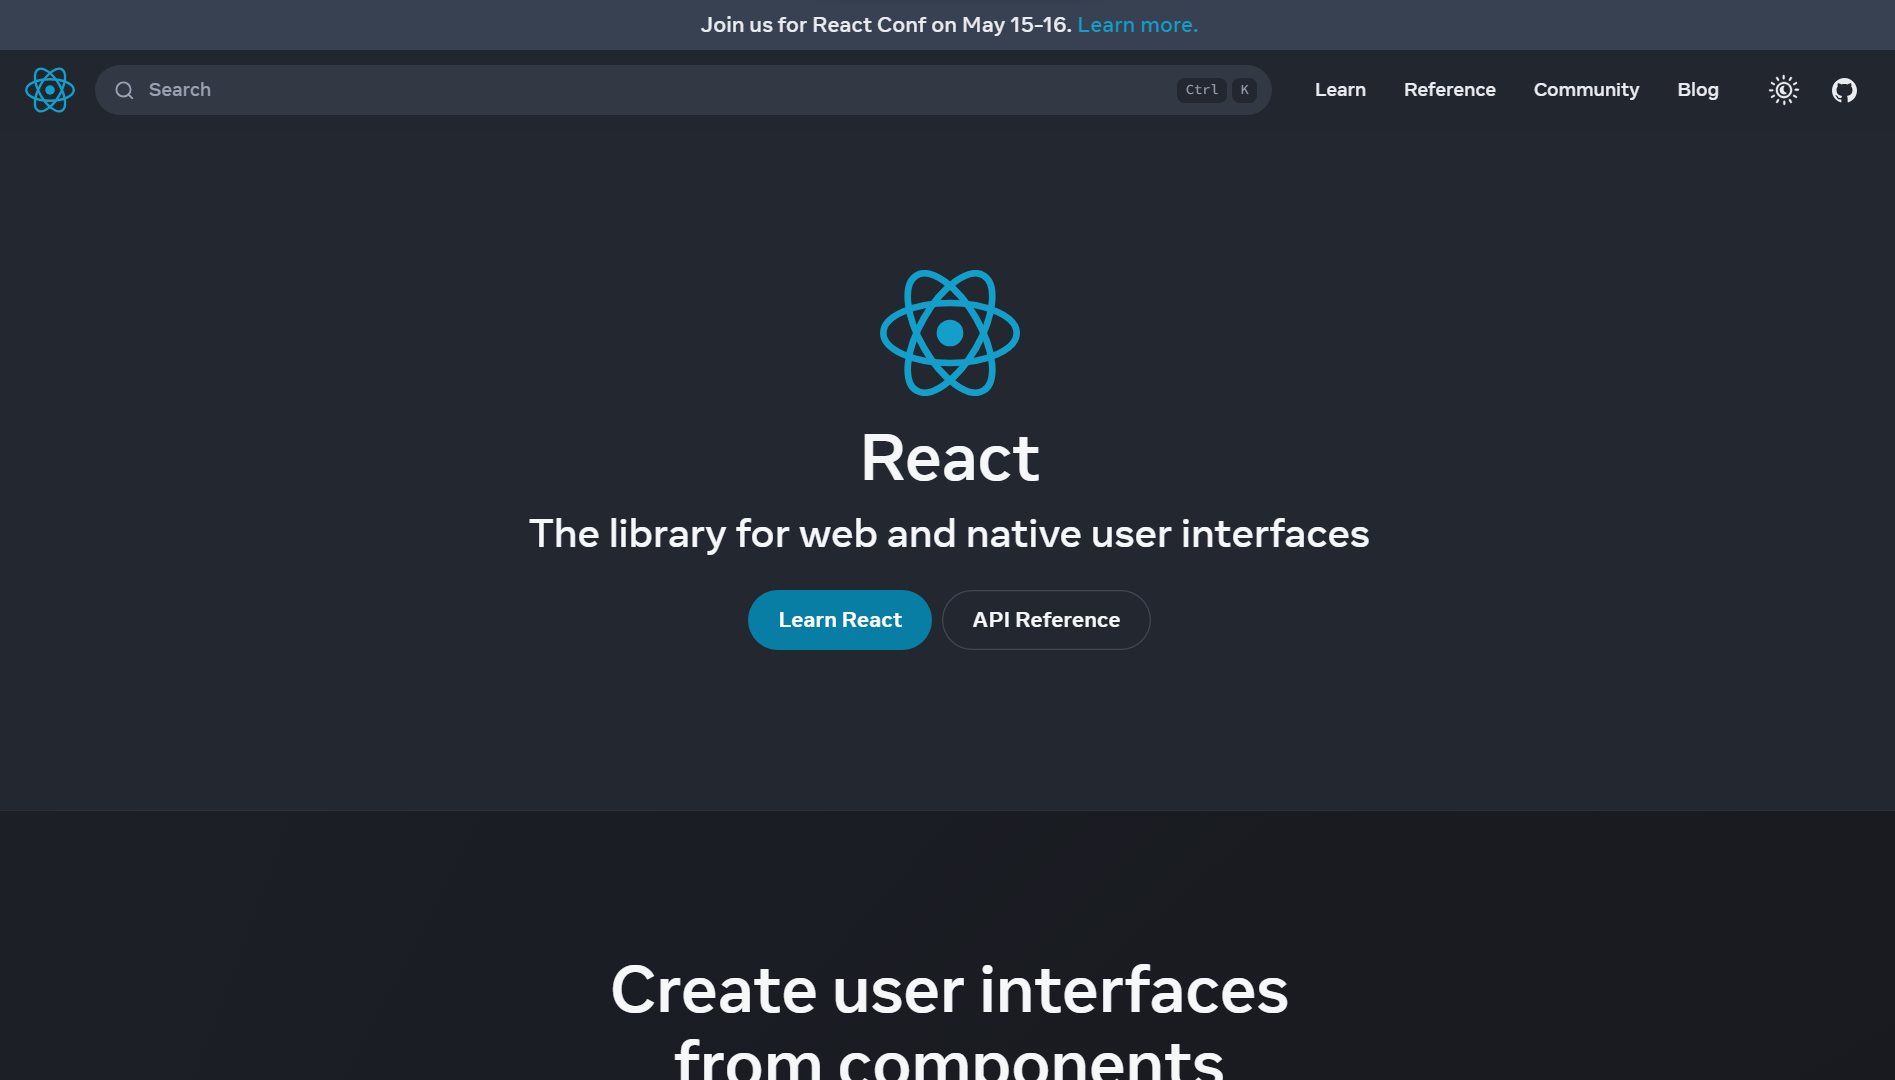 Join us for React Conf on May 15-16. Learn more.
Search Ctrl K Learn Reference Community Blog
React
The library for web and native user interfaces
Learn React API Reference
Create user interfaces
from components